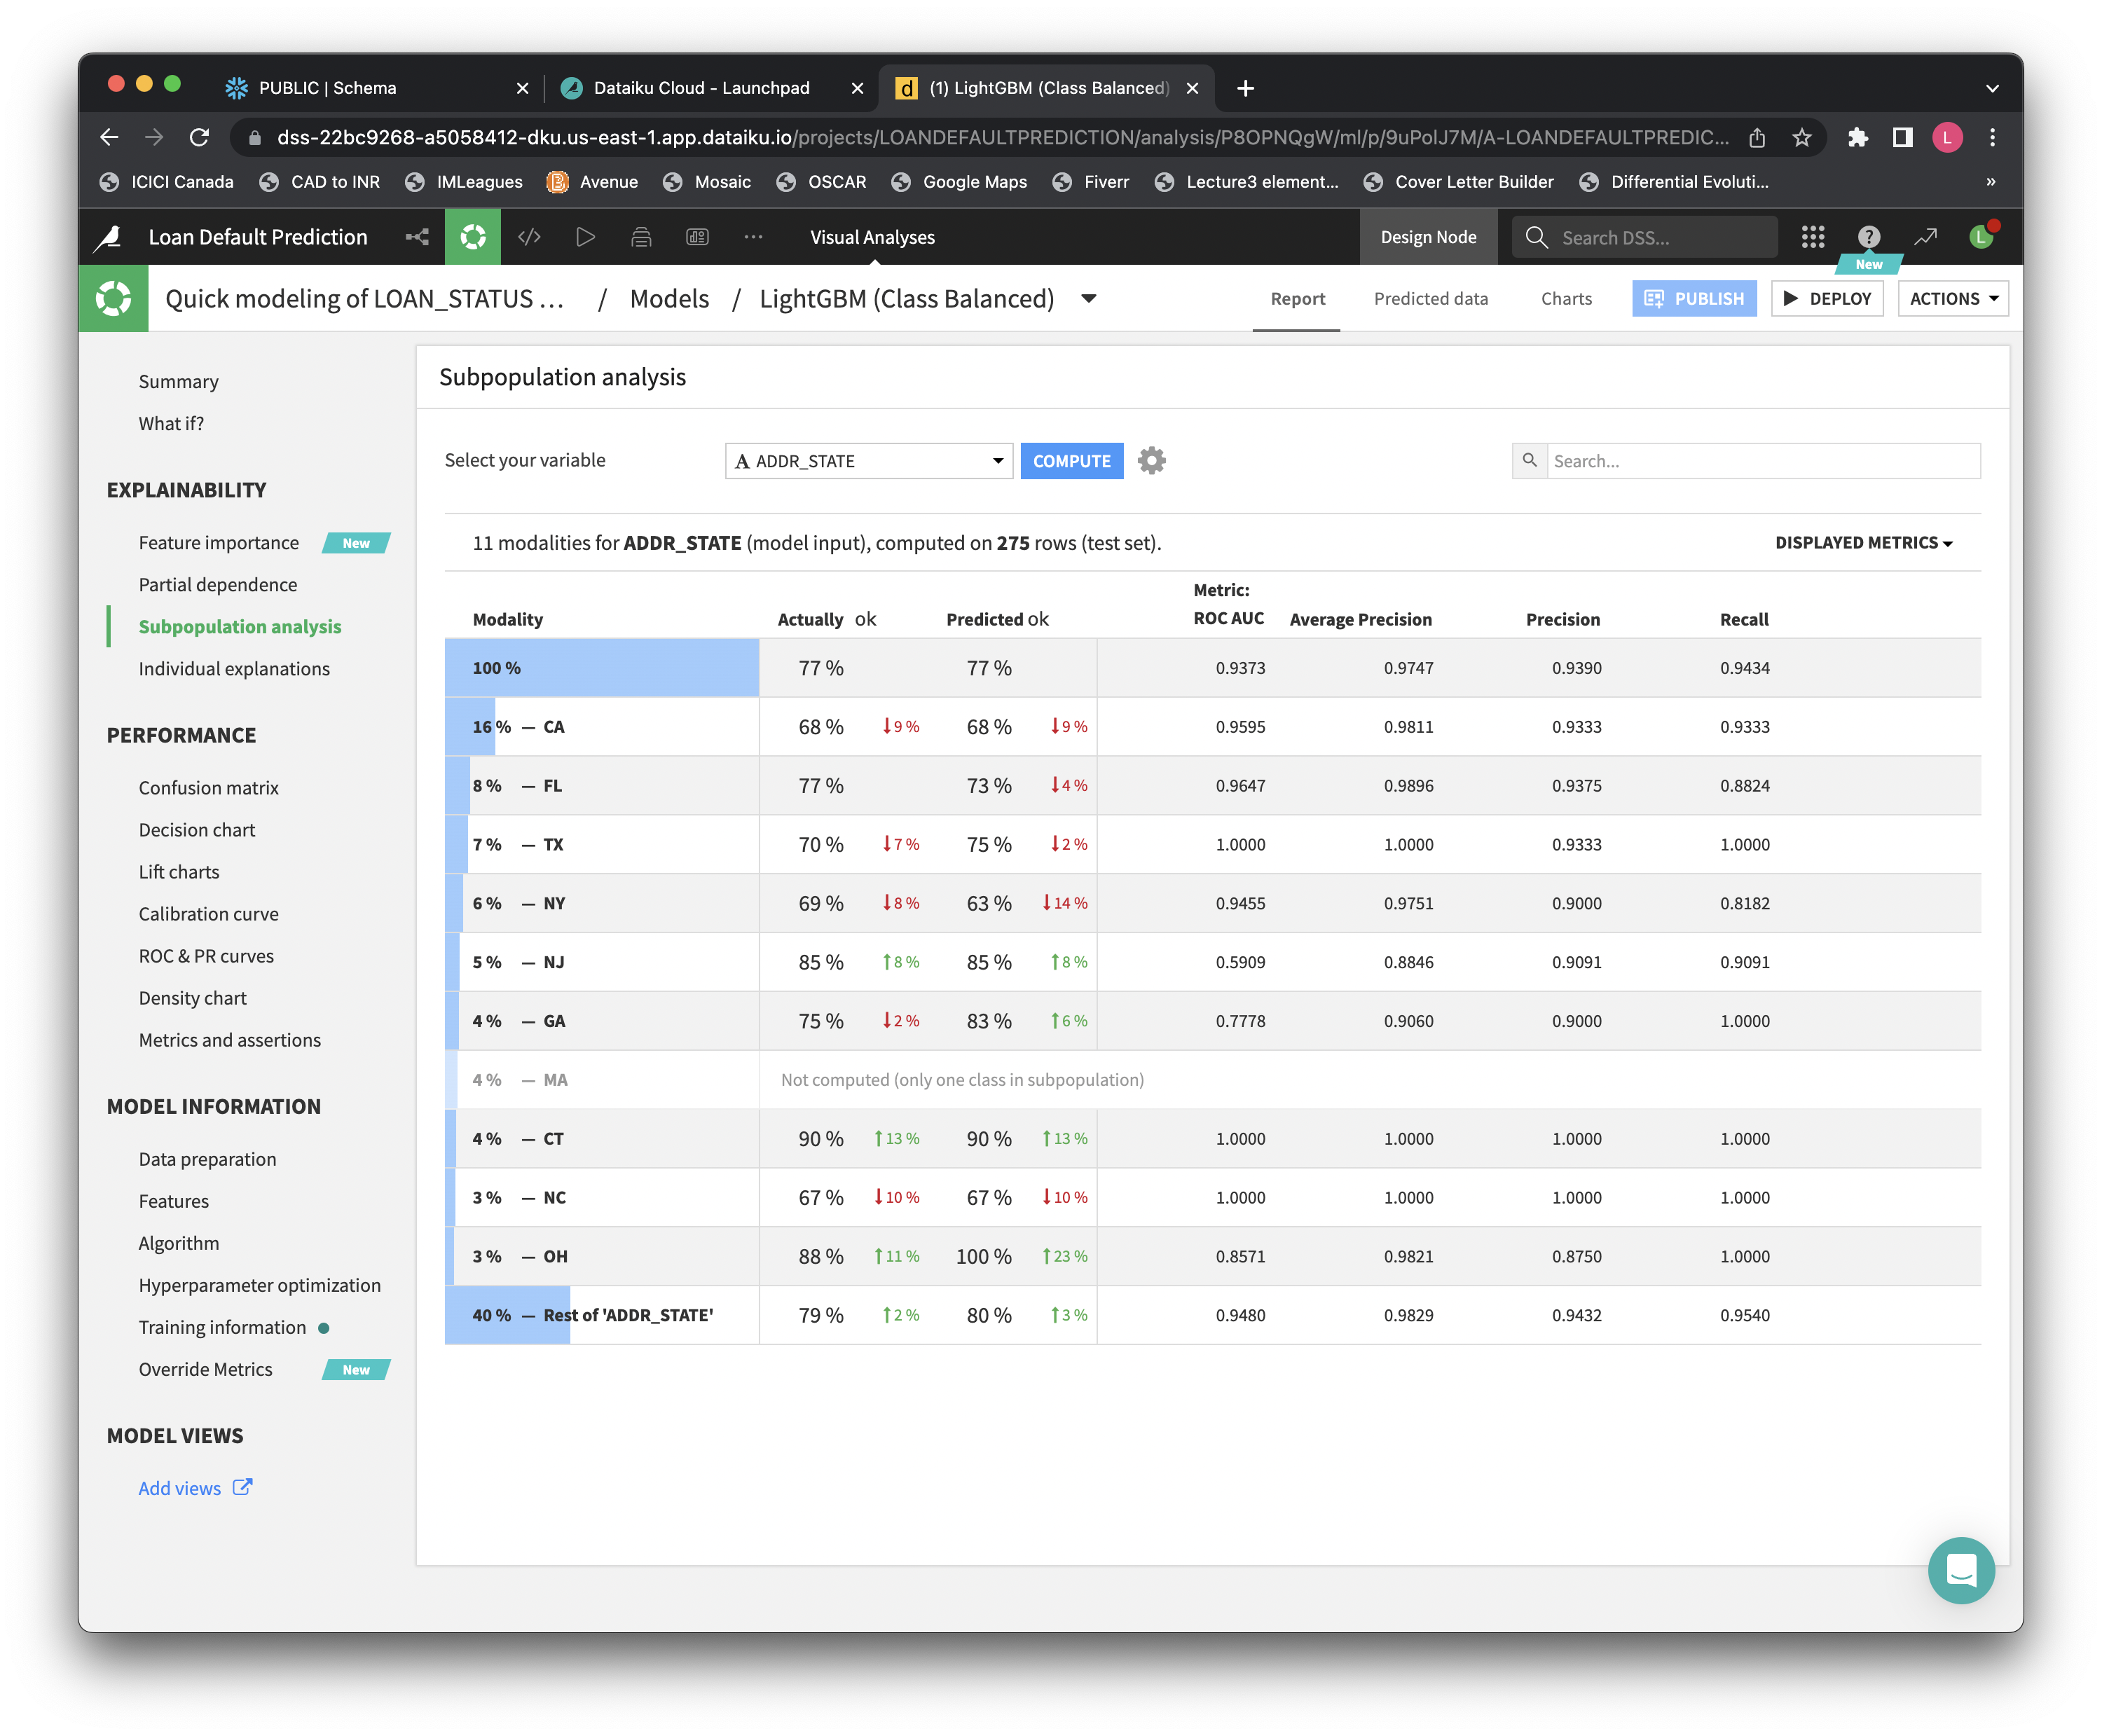 PUBLIC | Schema
Dataiku Cloud - Launchpad
d (1) LightGBM (Class Balanced)
dss-22bc9268-a5058412-dku.us-east-1.app.dataiku.io/projects/LOANDEFAULTPREDICTION/analysis/P8OPNQgW/ml/p/9uPolJ7M/A-LOANDEFAULTPREDIC...
L
ICICI Canada CAD to INR IMLeagues Avenue Mosaic OSCAR Google Maps Fiverr Lecture3 element... Cover Letter Builder Differential Evoluti... »
Loan Default Prediction Visual Analyses Design Node Search DSS... L
New
Quick modeling of LOAN_STATUS ... / Models / LightGBM (Class Balanced) Report Predicted data Charts PUBLISH DEPLOY ACTIONS
Summary
What if?
EXPLAINABILITY
Feature importance New
Partial dependence
Subpopulation analysis
Individual explanations
PERFORMANCE
Confusion matrix
Decision chart
Lift charts
Calibration curve
ROC & PR curves
Density chart
Metrics and assertions
MODEL INFORMATION
Data preparation
Features
Algorithm
Hyperparameter optimization
Training information
Override Metrics New
MODEL VIEWS
Add views
Subpopulation analysis
Select your variable A ADDR_STATE COMPUTE Search...
11 modalities for ADDR_STATE (model input), computed on 275 rows (test set). DISPLAYED METRICS
Metric:
Modality Actually ok Predicted ok ROC AUC Average Precision Precision Recall
100 % 77 % 77 % 0.9373 0.9747 0.9390 0.9434
16 % — CA 68 % ↓9 % 68 % ↓9 % 0.9595 0.9811 0.9333 0.9333
8 % — FL 77 % 73 % ↓4 % 0.9647 0.9896 0.9375 0.8824
7 % — TX 70 % ↓7 % 75 % ↓2 % 1.0000 1.0000 0.9333 1.0000
6 % — NY 69 % ↓8 % 63 % ↓14 % 0.9455 0.9751 0.9000 0.8182
5 % — NJ 85 % ↑8 % 85 % ↑8 % 0.5909 0.8846 0.9091 0.9091
4 % — GA 75 % ↓2 % 83 % ↑6 % 0.7778 0.9060 0.9000 1.0000
4 % — MA Not computed (only one class in subpopulation)
4 % — CT 90 % ↑13 % 90 % ↑13 % 1.0000 1.0000 1.0000 1.0000
3 % — NC 67 % ↓10 % 67 % ↓10 % 1.0000 1.0000 1.0000 1.0000
3 % — OH 88 % ↑11 % 100 % ↑23 % 0.8571 0.9821 0.8750 1.0000
40 % — Rest of 'ADDR_STATE' 79 % ↑2 % 80 % ↑3 % 0.9480 0.9829 0.9432 0.9540